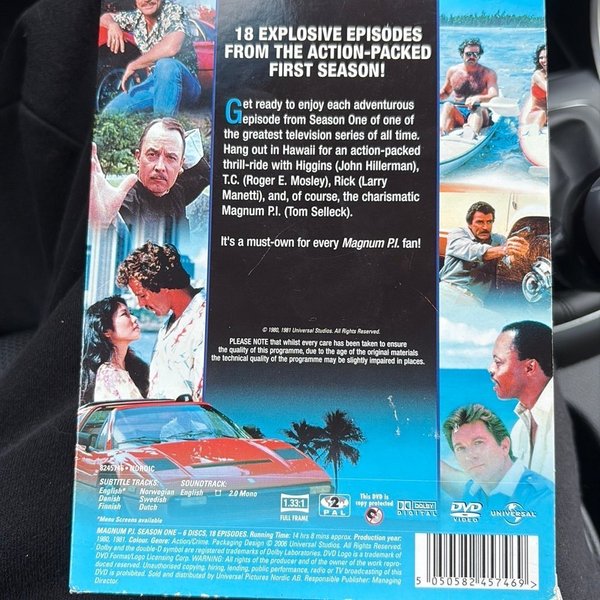 18 EXPLOSIVE EPISODES
FROM THE ACTION-PACKED
FIRST SEASON!
Get ready to enjoy each adventurous
episode from Season One of one of
the greatest television series of all time.
Hang out in Hawaii for an action-packed
thrill-ride with Higgins (John Hillerman),
T.C. (Roger E. Mosley), Rick (Larry
Manetti), and, of course, the charismatic
Magnum P.I. (Tom Selleck).
It's a must-own for every Magnum P.I. fan!
© 1980, 1981 Universal Studios. All Rights Reserved.
PLEASE NOTE that whilst every care has been taken to ensure
the quality of this programme, due to the age of the original materials
the technical quality of the programme may be slightly impaired in places.
8245746 • NORDIC
SUBTITLE TRACKS: SOUNDTRACK:
English* Norwegian English 2.0 Mono
Danish Swedish
Finnish Dutch
*Menu Screens available
1.33:1
FULL FRAME
2
PAL
This DVD is
copy protected
DOLBY
DIGITAL
DVD
VIDEO
UNIVERSAL
MAGNUM P.I. SEASON ONE – 6 DISCS. 18 EPISODES. Running Time: 14 hrs 8 mins approx. Production year:
1980, 1981. Colour. Genre: Action/Crime. Packaging Design © 2006 Universal Studios. All Rights Reserved.
Dolby and the double-D symbol are registered trademarks of Dolby Laboratories. DVD Logo is a trademark of
DVD Format/Logo Licensing Corp. WARNING: All rights of the producer and of the owner of the work repro-
duced reserved. Unauthorised copying, hiring, lending, public performance, radio or TV broadcasting of this
DVD is prohibited. Sold and distributed by Universal Pictures Nordic AB. Responsible Publisher: Managing
Director.
5 050582 457469 >